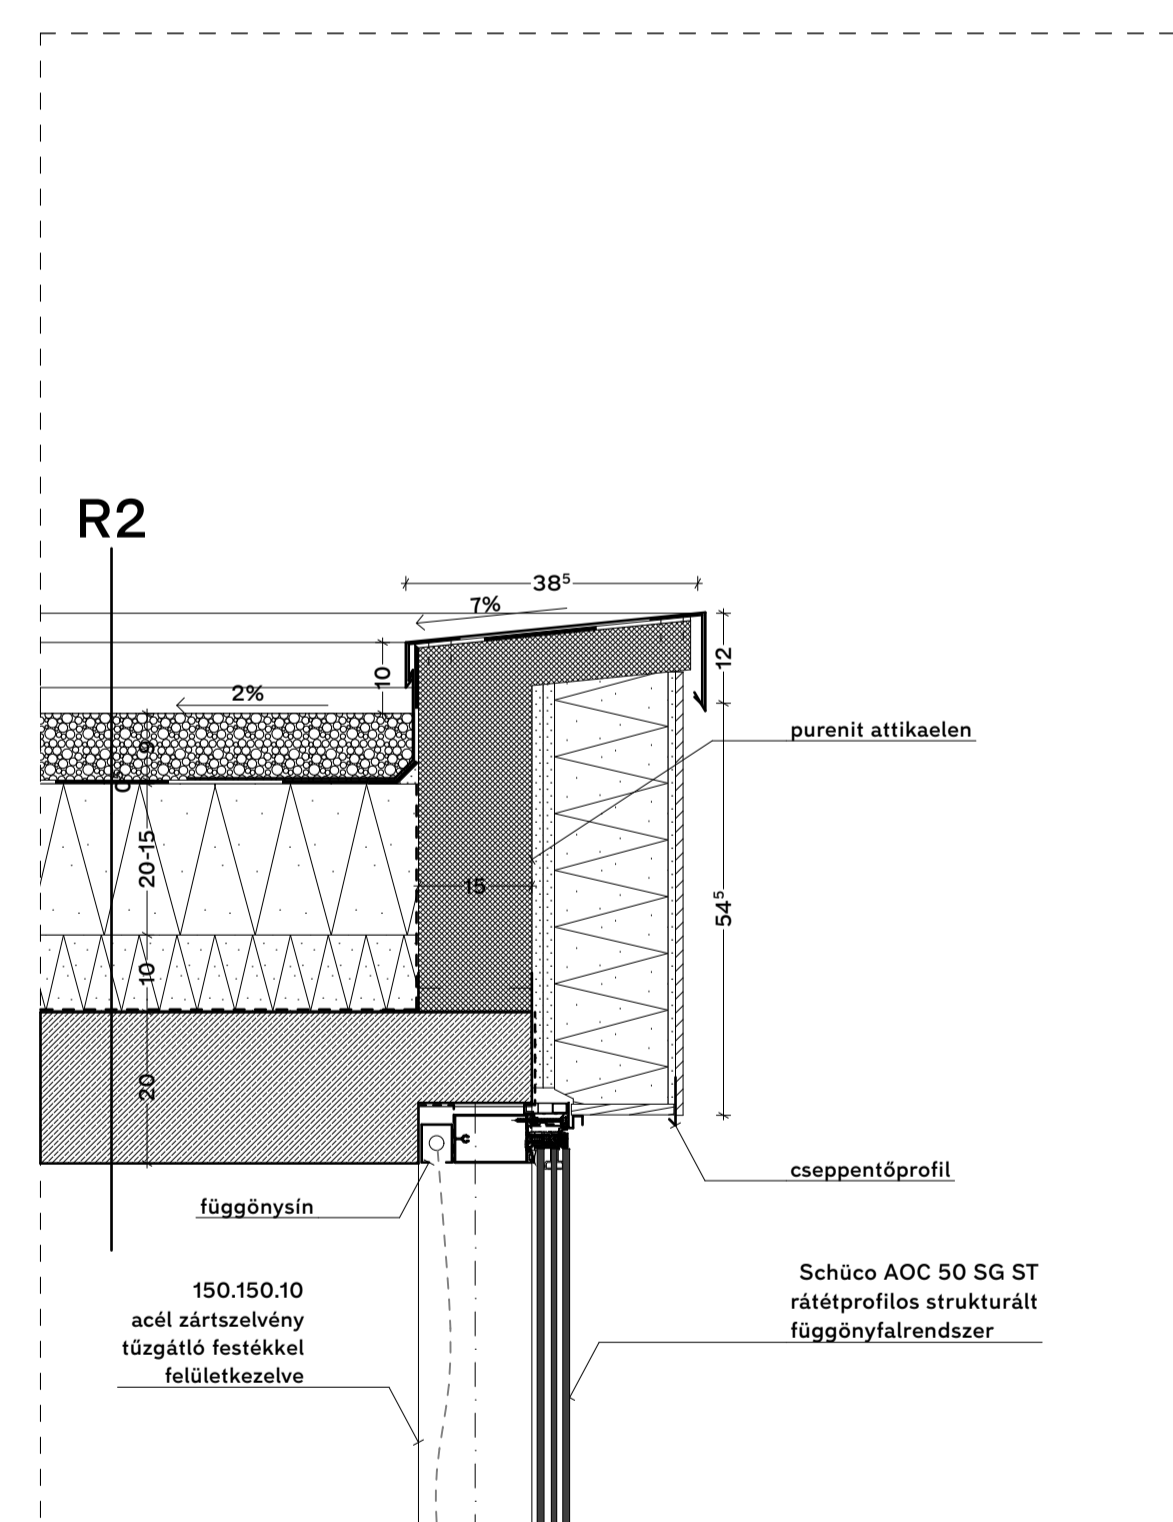 R2
38⁵
7%
10
12
2%
purenit attikaelen
9
0⁵
20-15
15
54⁵
10
20
cseppentőprofil
függönysín
Schüco AOC 50 SG ST
rátétprofilos strukturált
függönyfalrendszer
150.150.10
acél zártszelvény
tűzgátló festékkel
felületkezelve